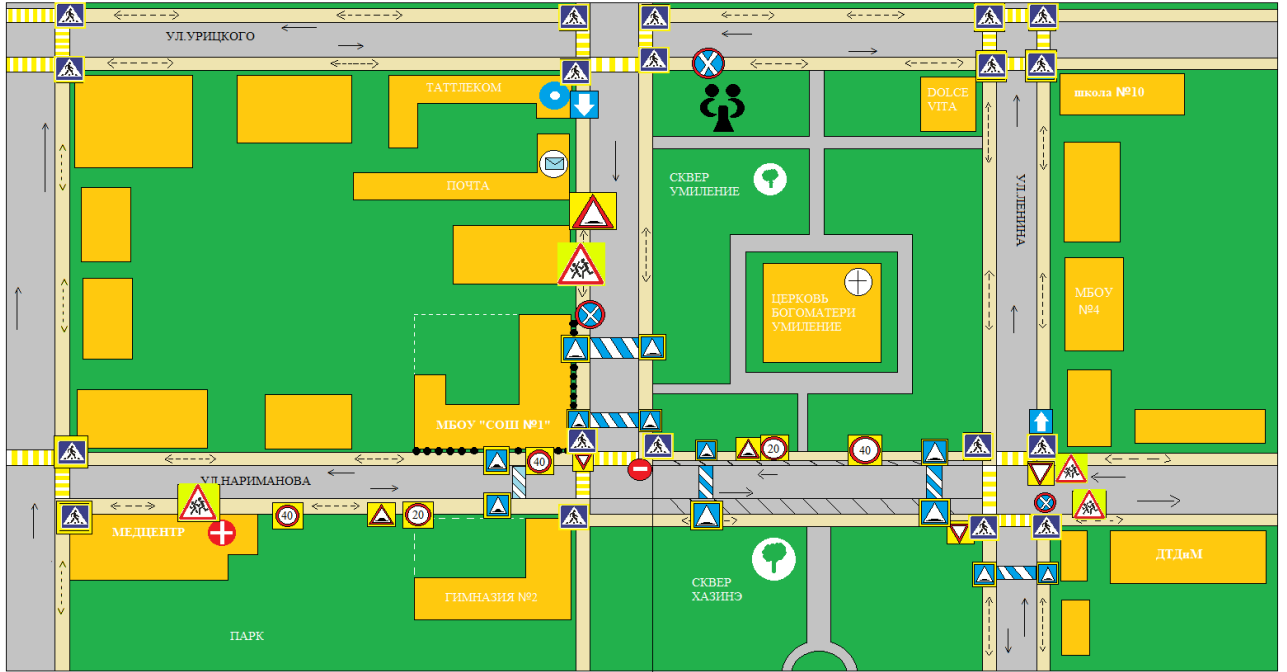 УЛ.УРИЦКОГО
ТАТТЛЕКОМ
DOLCE
VITA
школа №10
ПОЧТА
СКВЕР
УМИЛЕНИЕ
УЛ.ЛЕНИНА
ЦЕРКОВЬ
БОГОМАТЕРИ
УМИЛЕНИЕ
МБОУ
№4
МБОУ "СОШ №1"
20
40
40
УЛ.НАРИМАНОВА
40
20
МЕДЦЕНТР
ДТДиМ
СКВЕР
ХАЗИНЭ
ГИМНАЗИЯ №2
ПАРК